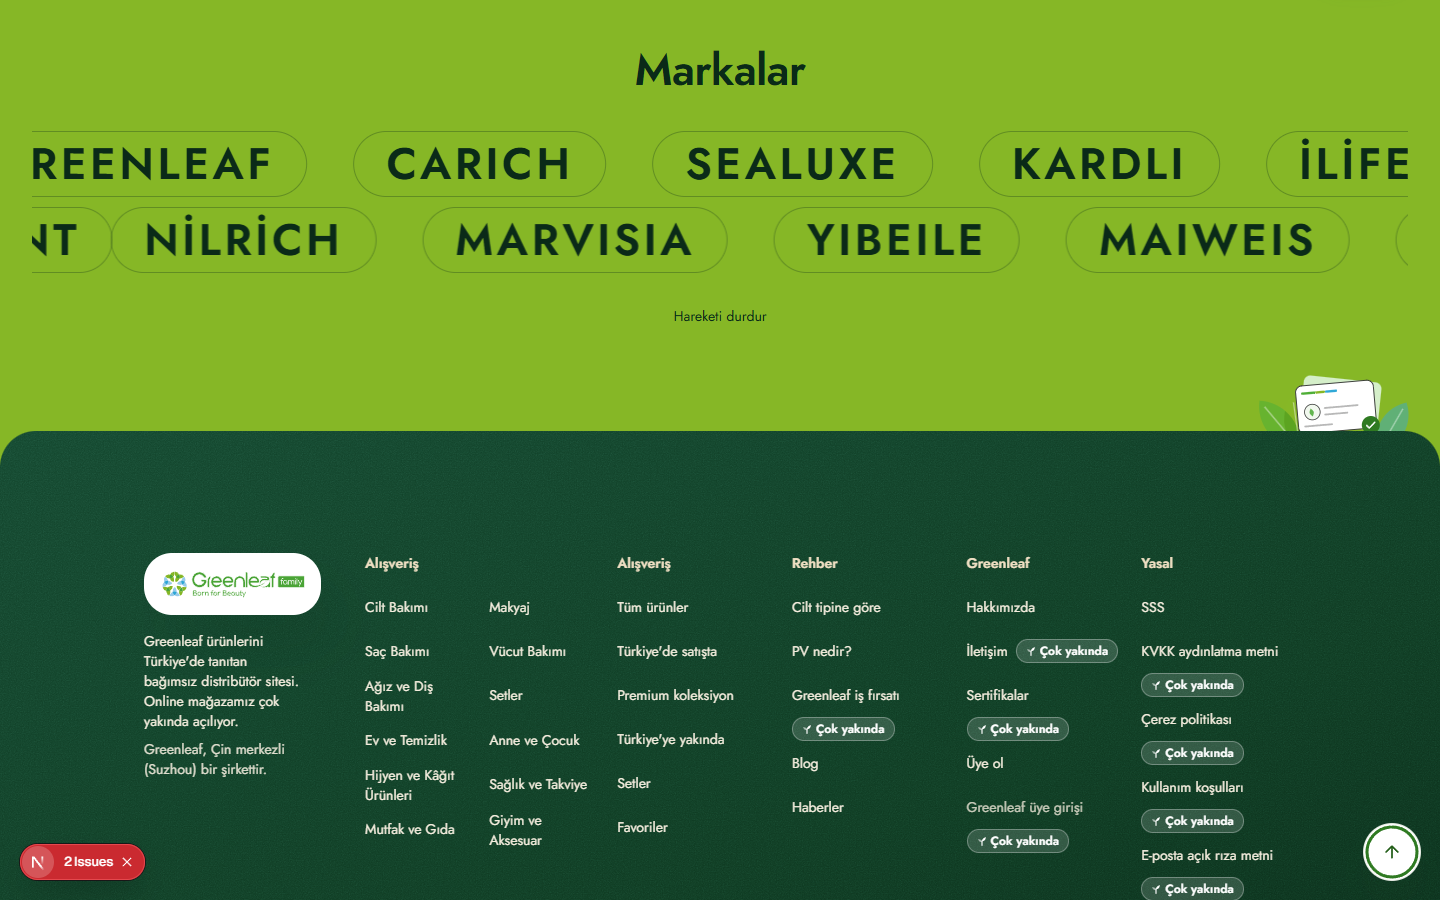 Markalar
REENLEAF
CARICH
SEALUXE
KARDLI
İLİFE
NT
NİLRİCH
MARVISIA
YIBEILE
MAIWEIS
Hareketi durdur
Greenleaf family
Born for Beauty
Greenleaf ürünlerini
Türkiye'de tanıtan
bağımsız distribütör sitesi.
Online mağazamız çok
yakında açılıyor.
Greenleaf, Çin merkezli
(Suzhou) bir şirkettir.
Alışveriş
Cilt Bakımı
Saç Bakımı
Ağız ve Diş
Bakımı
Ev ve Temizlik
Hijyen ve Kâğıt
Ürünleri
Mutfak ve Gıda
Makyaj
Vücut Bakımı
Setler
Anne ve Çocuk
Sağlık ve Takviye
Giyim ve
Aksesuar
Alışveriş
Tüm ürünler
Türkiye'de satışta
Premium koleksiyon
Türkiye'ye yakında
Setler
Favoriler
Rehber
Cilt tipine göre
PV nedir?
Greenleaf iş fırsatı
Çok yakında
Blog
Haberler
Greenleaf
Hakkımızda
İletişim Çok yakında
Sertifikalar
Çok yakında
Üye ol
Greenleaf üye girişi
Çok yakında
Yasal
SSS
KVKK aydınlatma metni
Çok yakında
Çerez politikası
Çok yakında
Kullanım koşulları
Çok yakında
E-posta açık rıza metni
Çok yakında
2 Issues